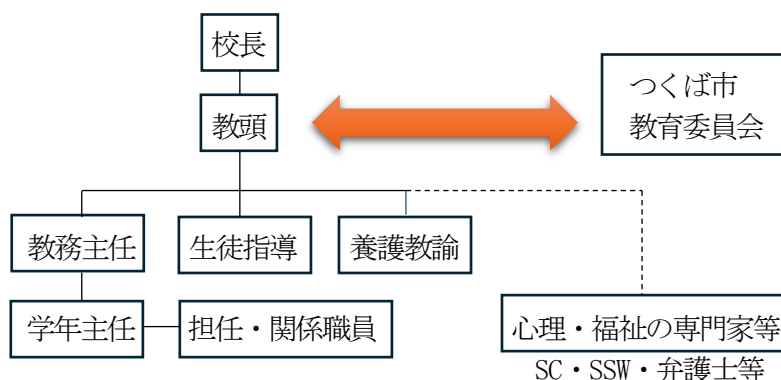 校長
教頭
つくば市
教育委員会
教務主任
生徒指導
養護教諭
学年主任
担任・関係職員
心理・福祉の専門家等
SC・SSW・弁護士等